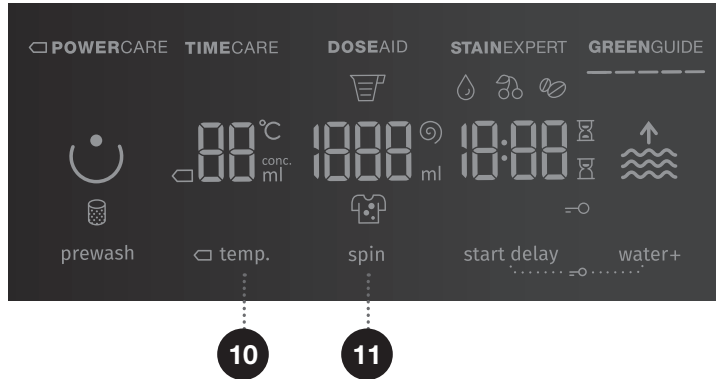 POWERCARE TIMECARE DOSEAID STAINEXPERT GREENGUIDE
88 °C 1888 18:88
conc.
ml ml
prewash temp. spin start delay water+
10 11